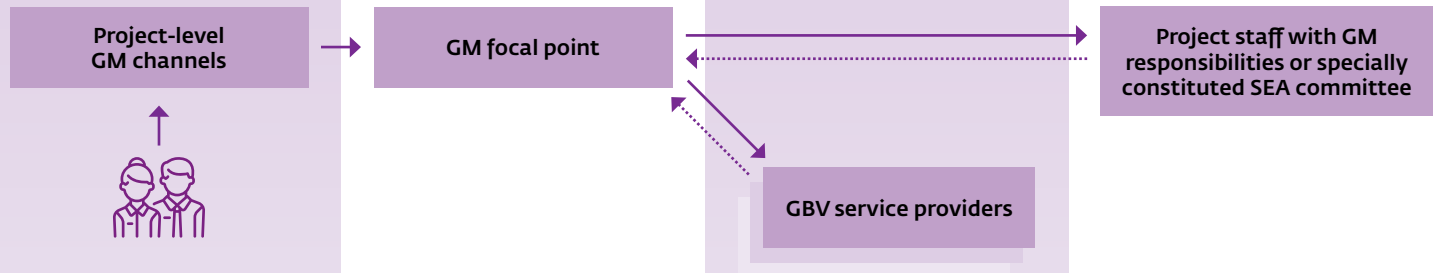 Project-level
GM channels
GM focal point
Project staff with GM
responsibilities or specially
constituted SEA committee
GBV service providers